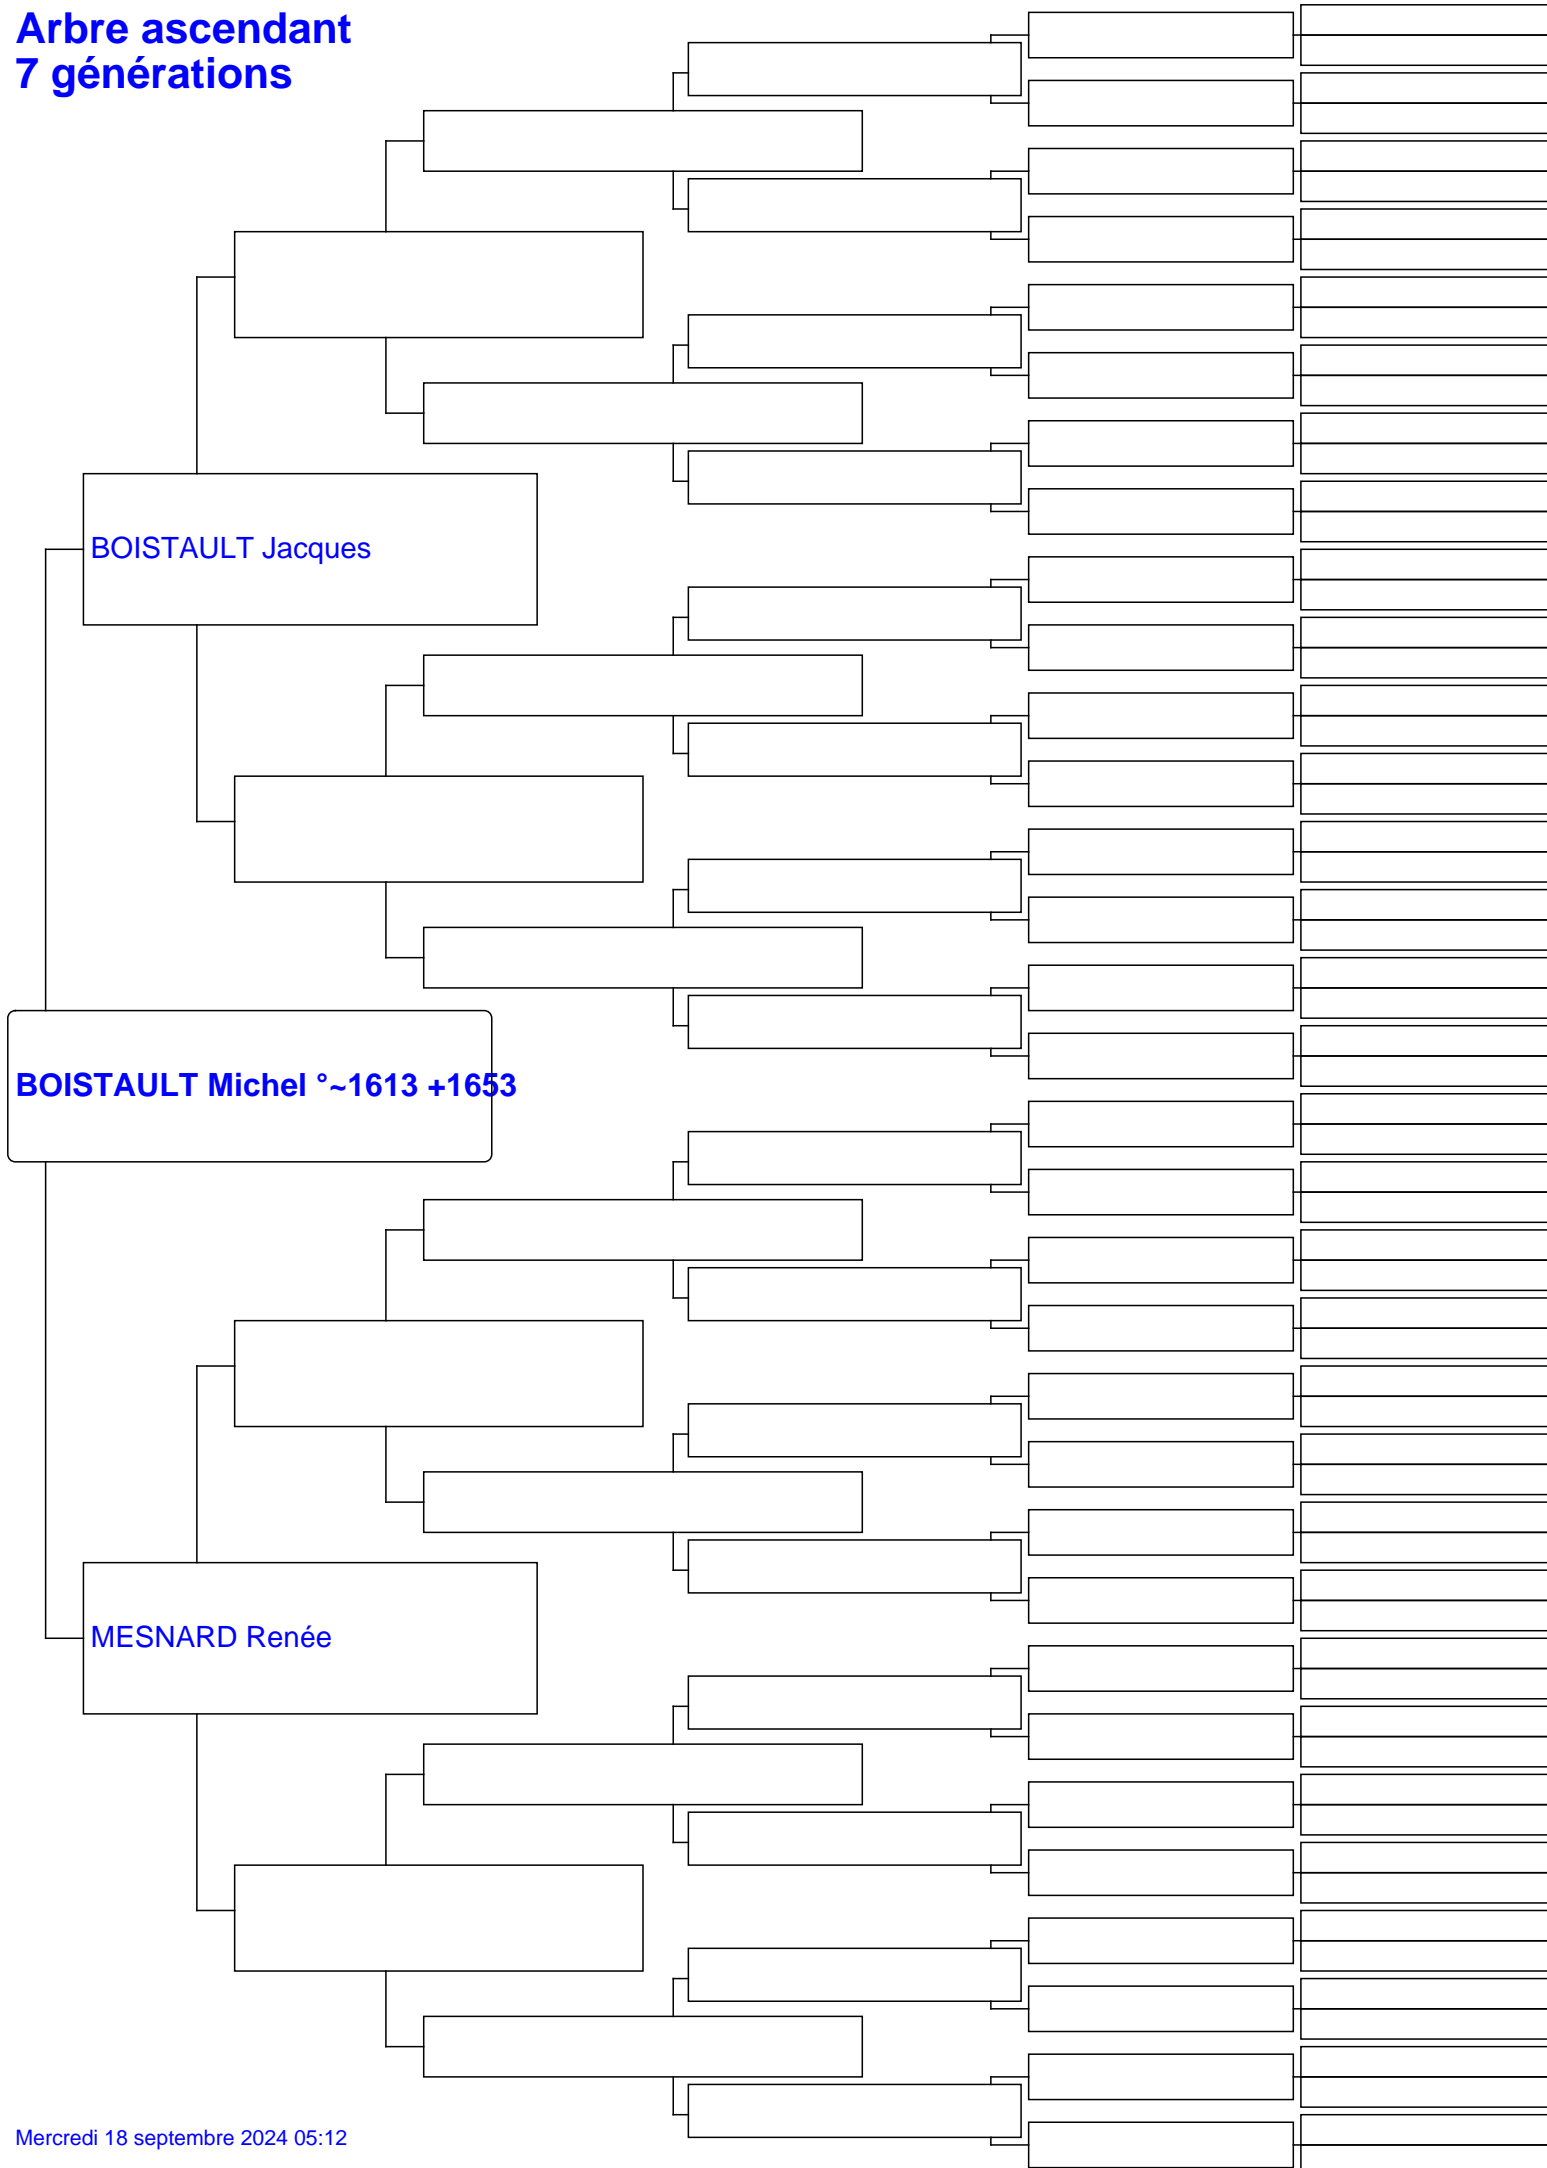 Arbre ascendant
7 générations
BOISTAULT Jacques
BOISTAULT Michel °~1613 +1653
MESNARD Renée
Mercredi 18 septembre 2024 05:12